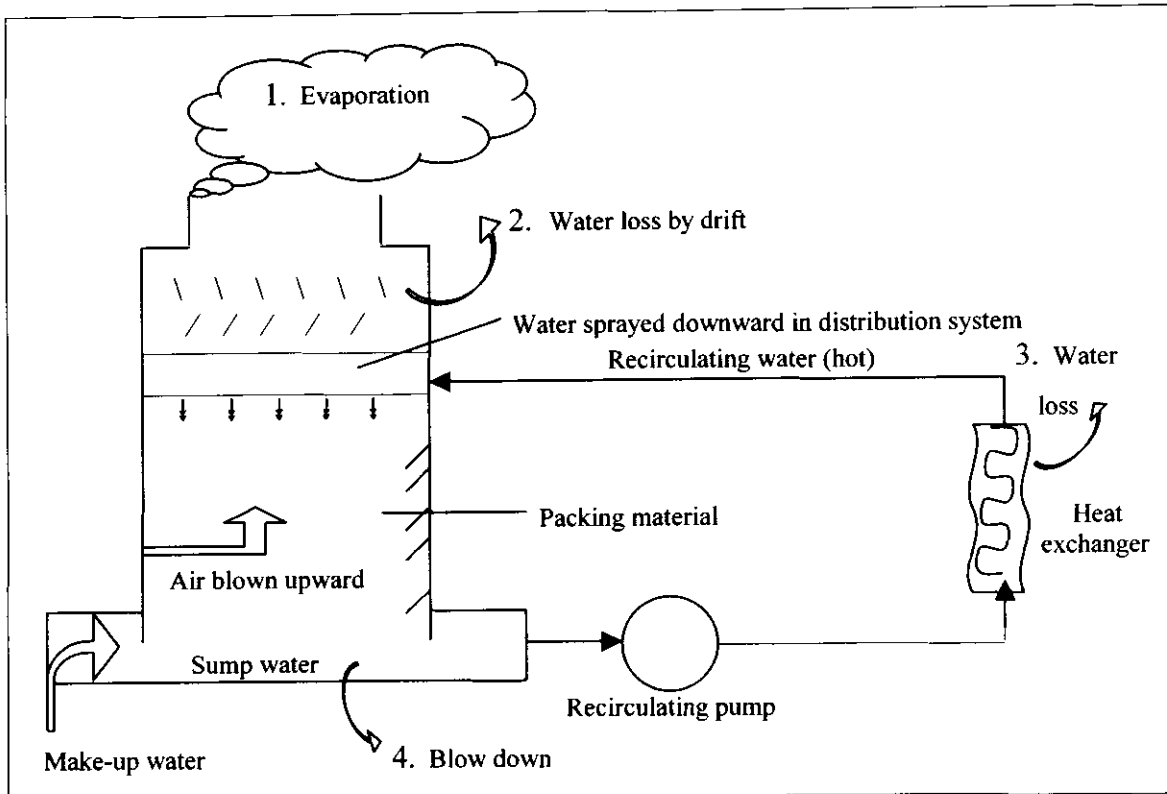 1. Evaporation
2. Water loss by drift
Water sprayed downward in distribution system
Recirculating water (hot)
3. Water
loss
Packing material
Heat
exchanger
Air blown upward
Sump water
Recirculating pump
Make-up water
4. Blow down